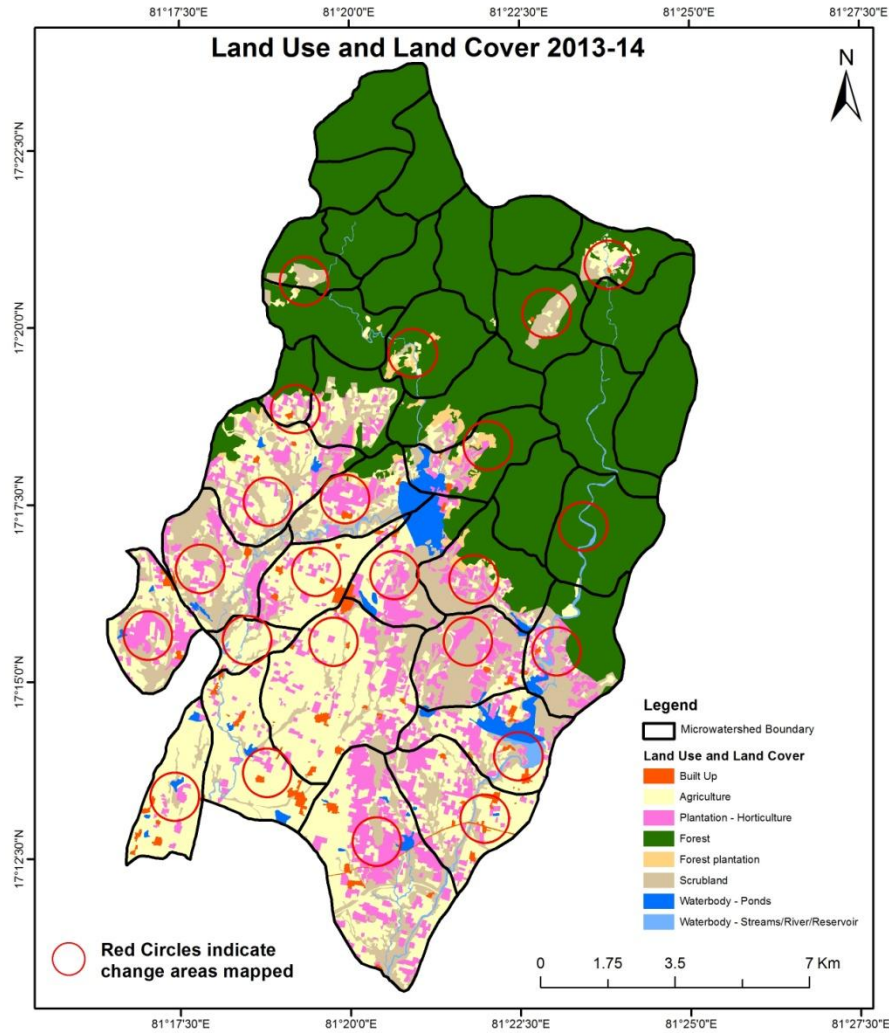 81°17'30"E 81°20'0"E 81°22'30"E 81°25'0"E 81°27'30"E
Land Use and Land Cover 2013-14
N
17°22'30"N
17°20'0"N
17°17'30"N
17°15'0"N
17°12'30"N
Legend
Microwatershed Boundary
Land Use and Land Cover
Built Up
Agriculture
Plantation - Horticulture
Forest
Forest plantation
Scrubland
Waterbody - Ponds
Waterbody - Streams/River/Reservoir
Red Circles indicate
change areas mapped
0 1.75 3.5 7 Km
81°17'30"E 81°20'0"E 81°22'30"E 81°25'0"E 81°27'30"E